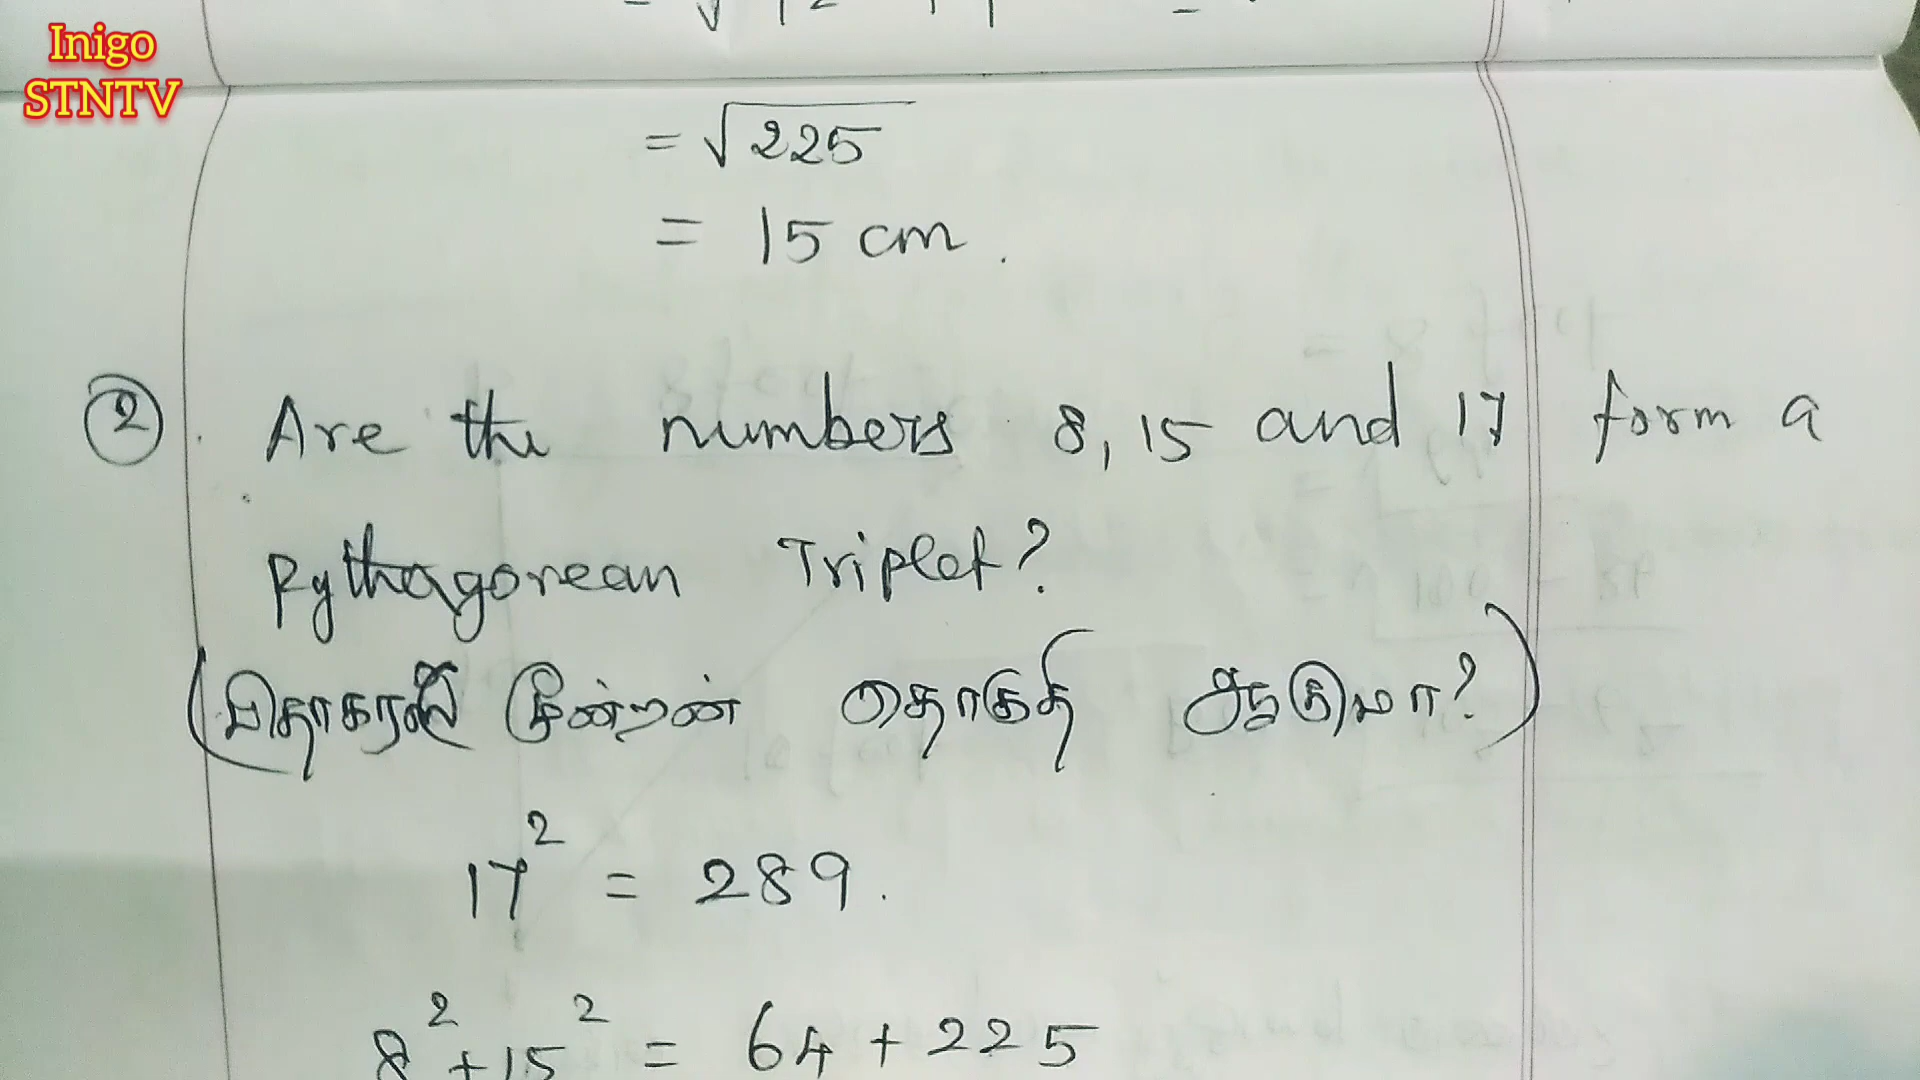 Inigo
STNTV
= √225
= 15 cm.
② Are the numbers 8, 15 and 17 form a
Pythagorean Triplet?
(பிதாகரஸ் மூன்றன் தொகுதி ஆகுமா?)
17² = 289.
8² + 15² = 64 + 225